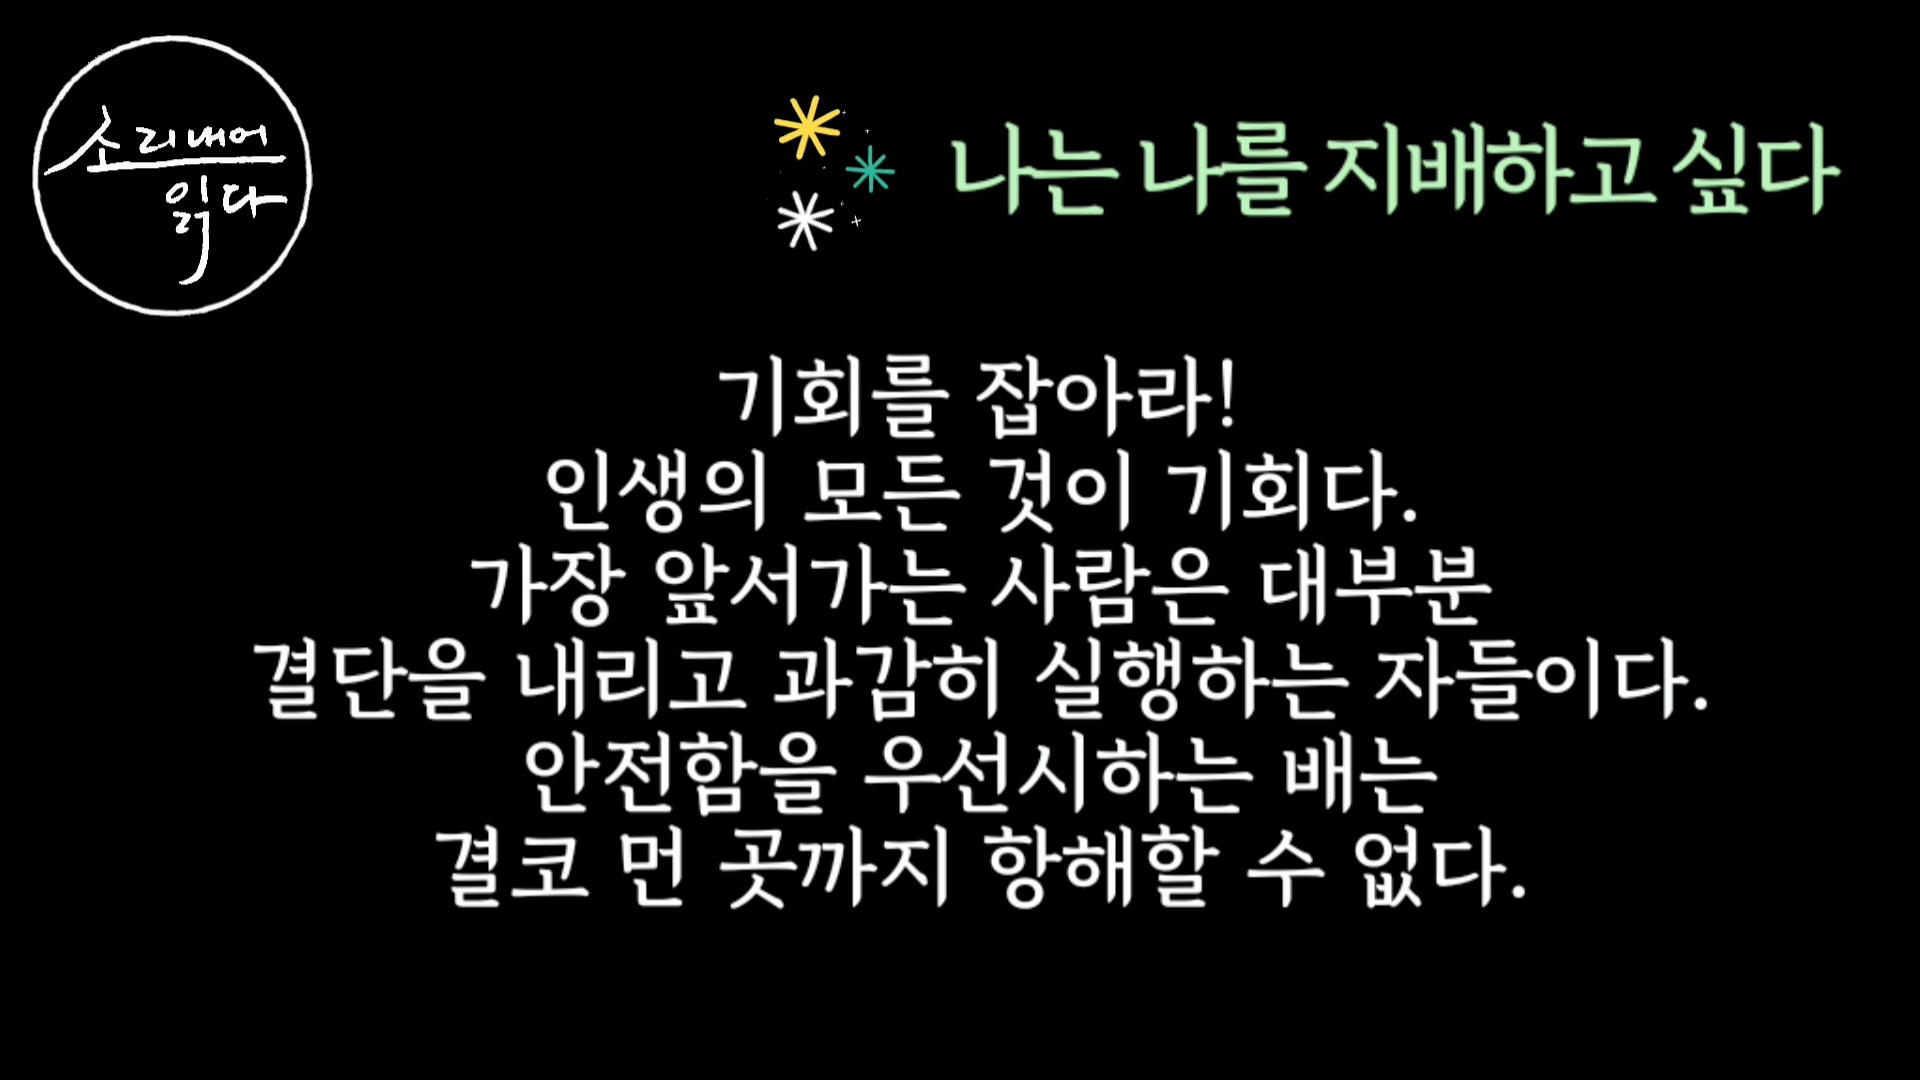 소리내어
읽다
나는 나를 지배하고 싶다
기회를 잡아라!
인생의 모든 것이 기회다.
가장 앞서가는 사람은 대부분
결단을 내리고 과감히 실행하는 자들이다.
안전함을 우선시하는 배는
결코 먼 곳까지 항해할 수 없다.